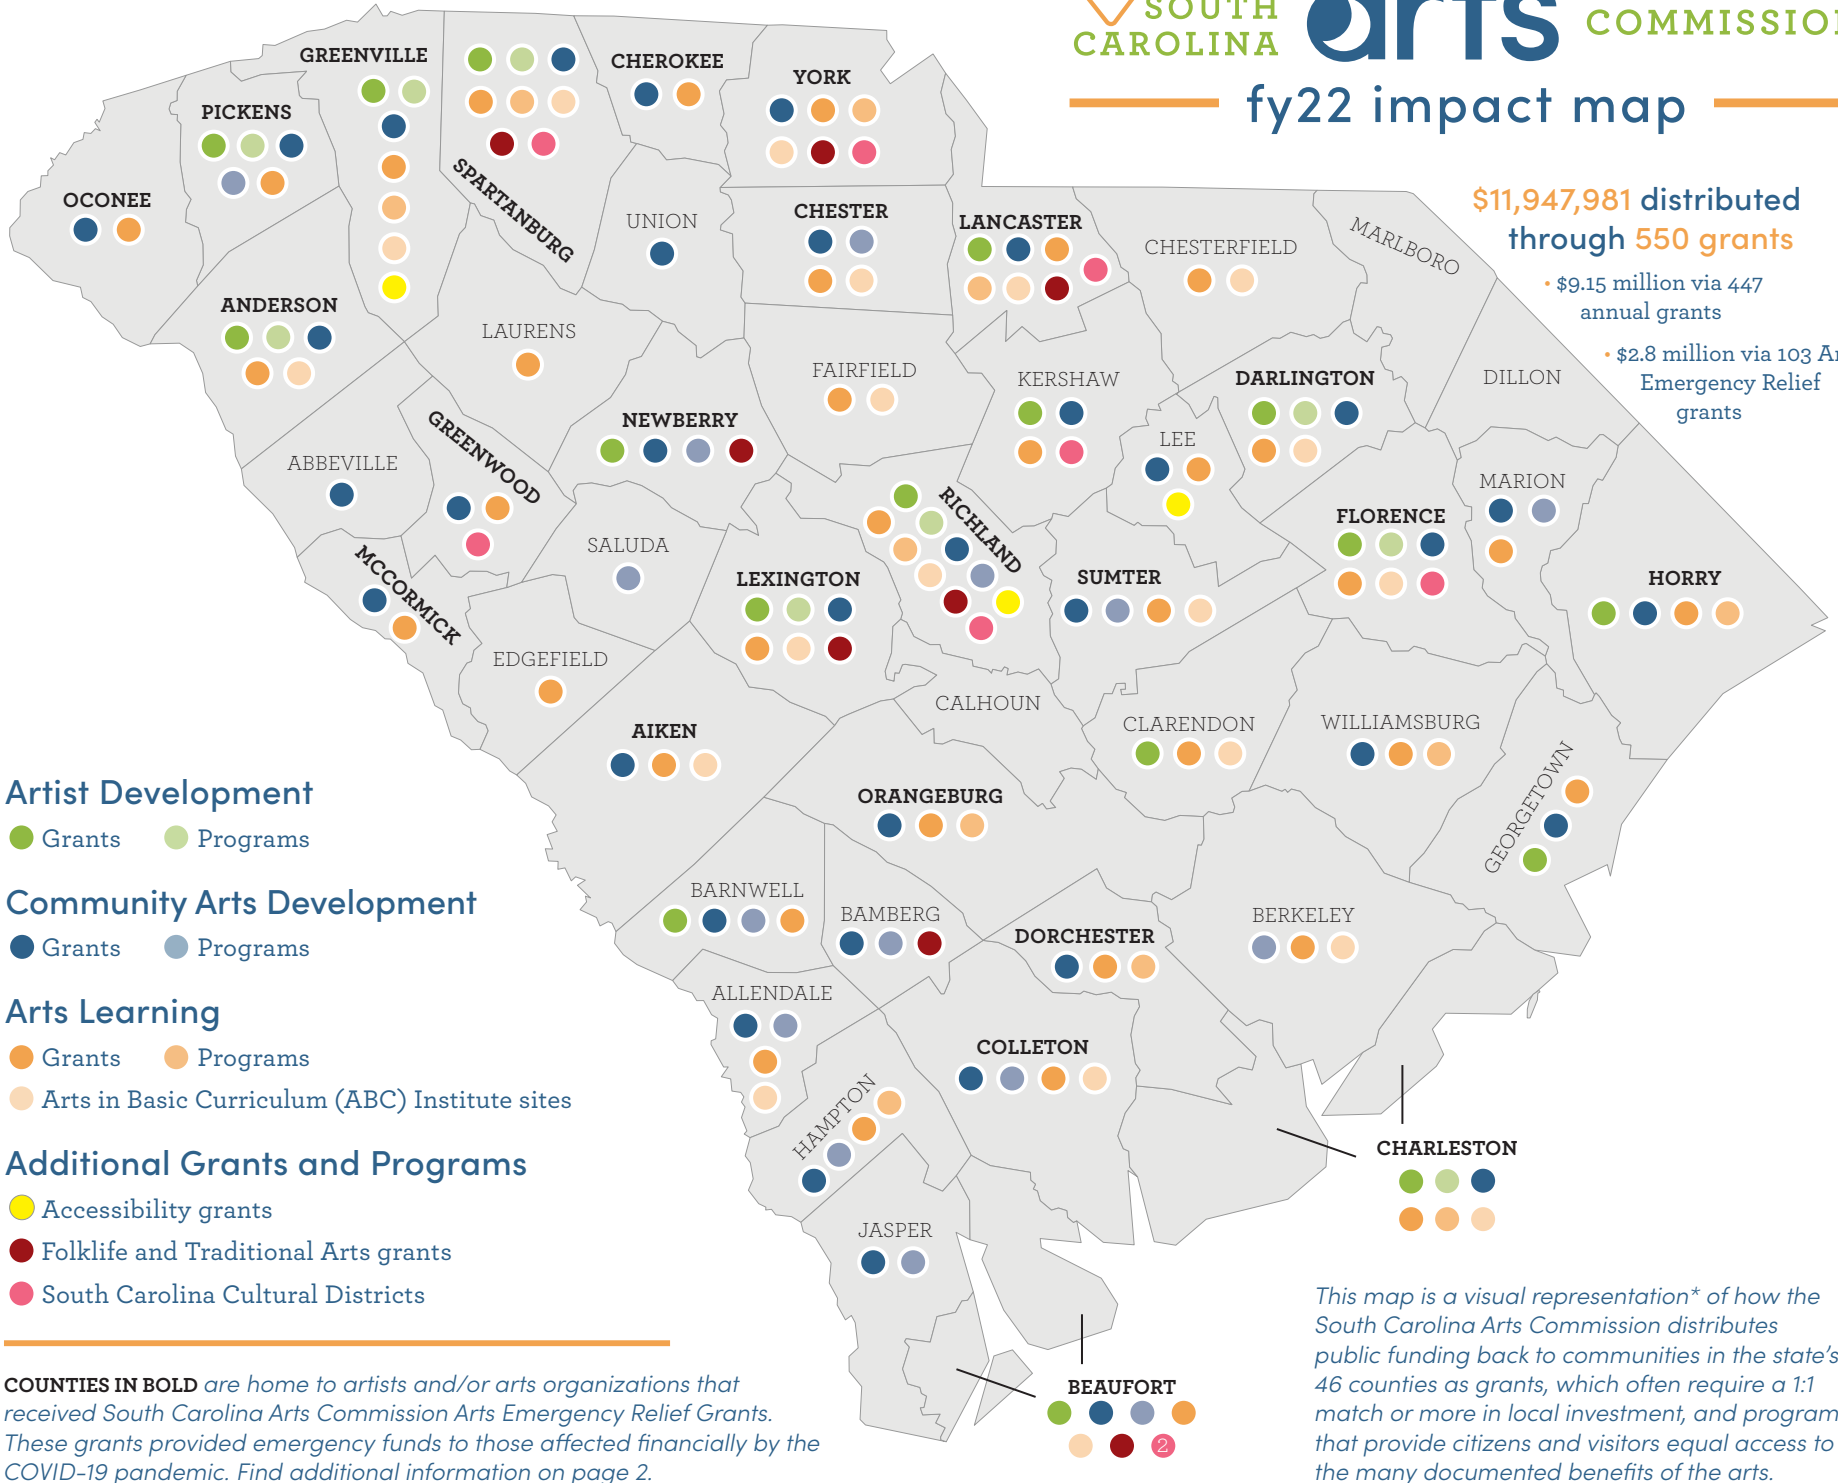 SOUTH
CAROLINA
arts
fy22 impact map
$11,947,981 distributed
through 550 grants
• $9.15 million via 447
annual grants
• $2.8 million via 103
Emergency Relief
grants
GREENVILLE
CHEROKEE
YORK
PICKENS
SPARTANBURG
OCONEE
UNION
CHESTER
LANCASTER
CHESTERFIELD
MARLBORO
ANDERSON
LAURENS
FAIRFIELD
KERSHAW
DARLINGTON
DILLON
GREENWOOD
NEWBERRY
LEE
ABBEVILLE
MARION
RICHLAND
FLORENCE
SALUDA
MCCORMICK
LEXINGTON
SUMTER
HORRY
EDGEFIELD
CALHOUN
AIKEN
CLARENDON
WILLIAMSBURG
GEORGETOWN
ORANGEBURG
BARNWELL
BAMBERG
DORCHESTER
BERKELEY
ALLENDALE
COLLETON
HAMPTON
CHARLESTON
JASPER
BEAUFORT
2
Artist Development
Grants Programs
Community Arts Development
Grants Programs
Arts Learning
Grants Programs
Arts in Basic Curriculum (ABC) Institute sites
Additional Grants and Programs
Accessibility grants
Folklife and Traditional Arts grants
South Carolina Cultural Districts
COUNTIES IN BOLD are home to artists and/or arts organizations that
received South Carolina Arts Commission Arts Emergency Relief Grants.
These grants provided emergency funds to those affected financially by the
COVID-19 pandemic. Find additional information on page 2.
This map is a visual representation* of how the
South Carolina Arts Commission distributes
public funding back to communities in the state's
46 counties as grants, which often require a 1:1
match or more in local investment, and program
that provide citizens and visitors equal access to
the many documented benefits of the arts.